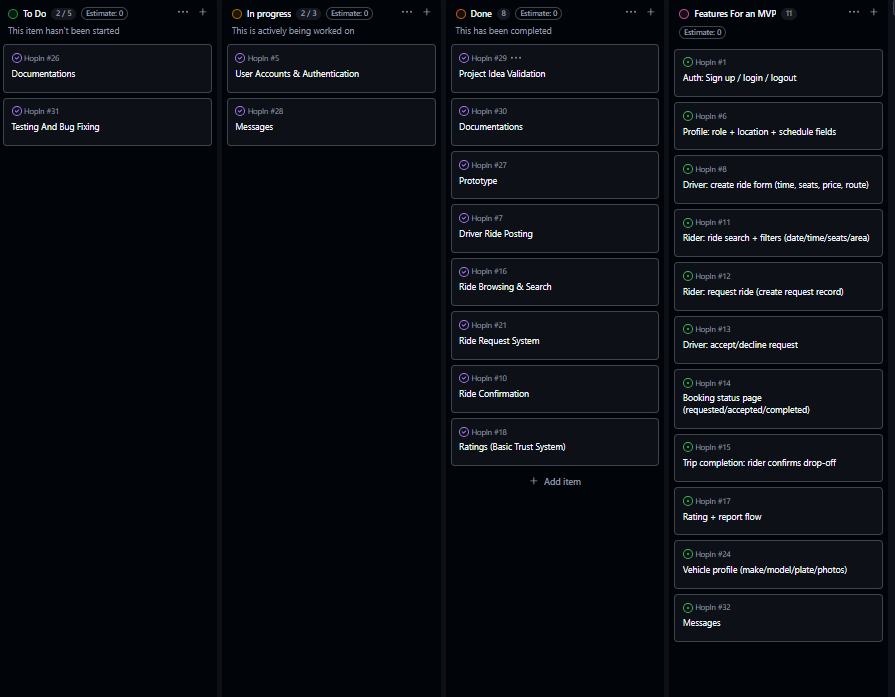 To Do 2 / 5 Estimate: 0
This item hasn't been started
HopIn #26
Documentations
HopIn #31
Testing And Bug Fixing
In progress 2 / 3 Estimate: 0
This is actively being worked on
HopIn #5
User Accounts & Authentication
HopIn #28
Messages
Done 8 Estimate: 0
This has been completed
HopIn #29
Project Idea Validation
HopIn #30
Documentations
HopIn #27
Prototype
HopIn #7
Driver Ride Posting
HopIn #16
Ride Browsing & Search
HopIn #21
Ride Request System
HopIn #10
Ride Confirmation
HopIn #18
Ratings (Basic Trust System)
+ Add item
Features For an MVP 11
Estimate: 0
HopIn #1
Auth: Sign up / login / logout
HopIn #6
Profile: role + location + schedule fields
HopIn #8
Driver: create ride form (time, seats, price, route)
HopIn #11
Rider: ride search + filters (date/time/seats/area)
HopIn #12
Rider: request ride (create request record)
HopIn #13
Driver: accept/decline request
HopIn #14
Booking status page
(requested/accepted/completed)
HopIn #15
Trip completion: rider confirms drop-off
HopIn #17
Rating + report flow
HopIn #24
Vehicle profile (make/model/plate/photos)
HopIn #32
Messages